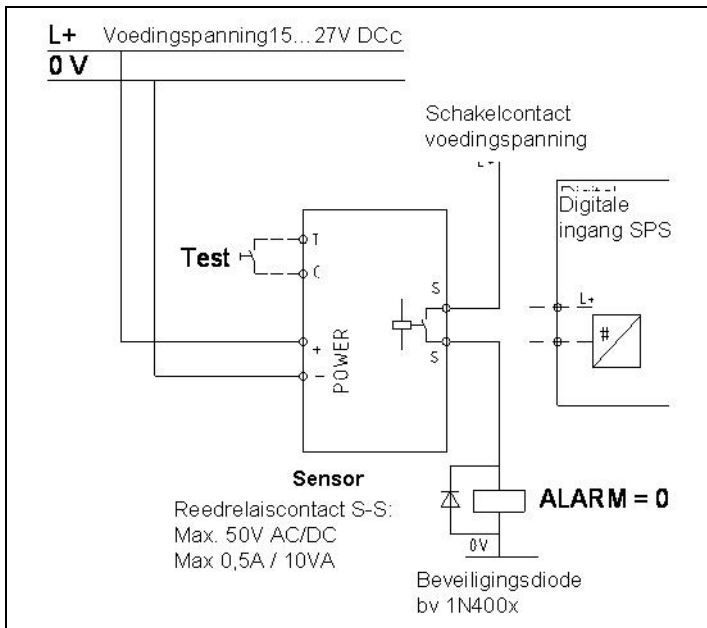 L+ Voedingspanning15... 27V DCc
0 V
Schakelcontact
voedingspanning
L+
Digital
Digitale
ingang SPS
T
Test
C
S
L+
#
+
S
POWER
-
Sensor
Reedrelaiscontact S-S:
Max. 50V AC/DC
Max 0,5A / 10VA
ALARM = 0
0V
Beveiligingsdiode
bv 1N400x